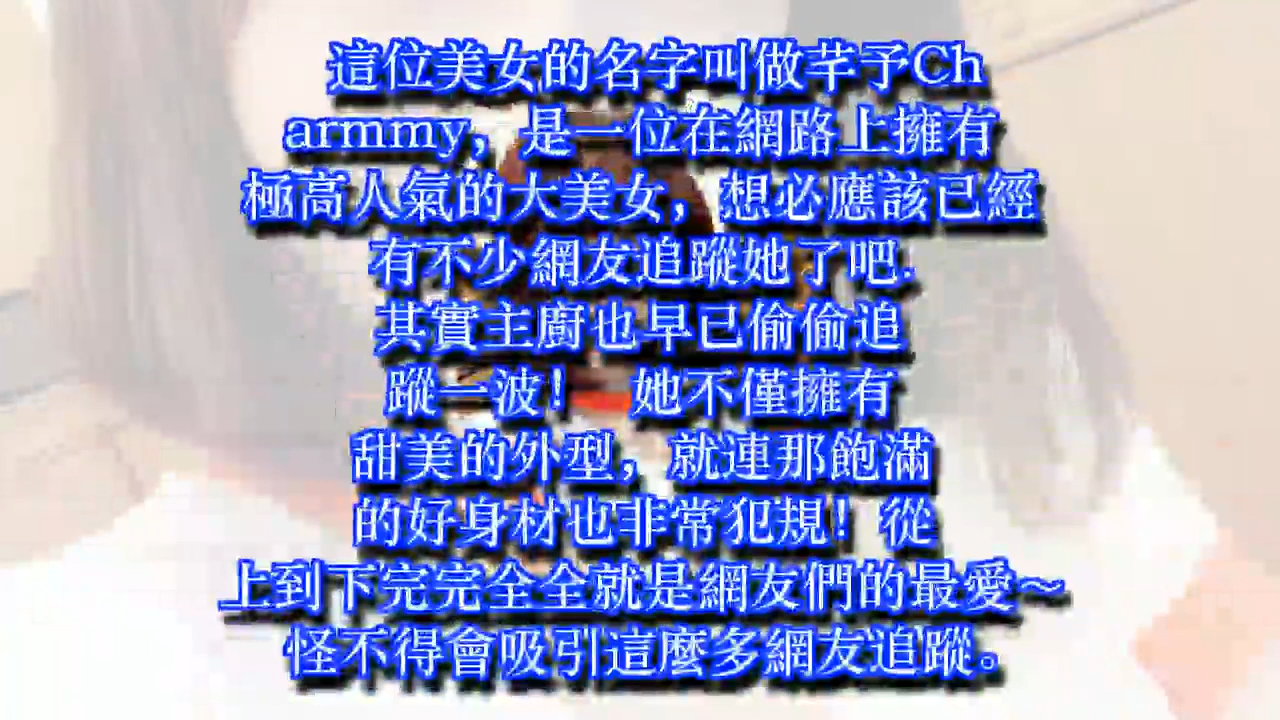 這位美女的名字叫做芊予Ch
armmy，是一位在網路上擁有
極高人氣的大美女，想必應該已經
有不少網友追蹤她了吧.
其實主廚也早已偷偷追
蹤一波！ 她不僅擁有
甜美的外型，就連那飽滿
的好身材也非常犯規！從
上到下完完全全就是網友們的最愛～
怪不得會吸引這麼多網友追蹤。